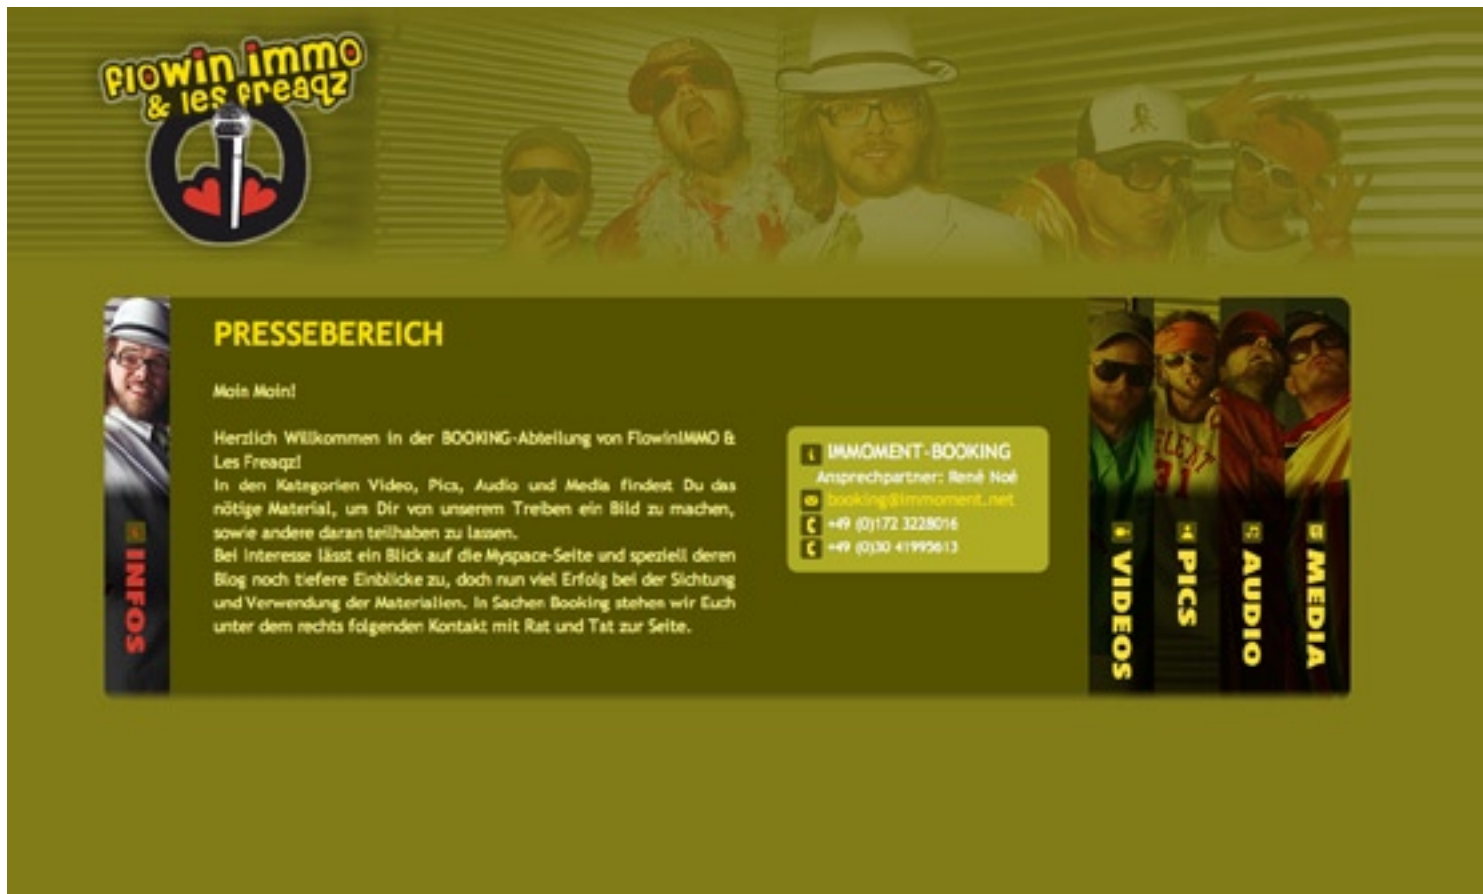 flowin immo
& les freaqz
PRESSEBEREICH
Moin Moin!
Herzlich Willkommen in der BOOKING-Abteilung von FlowinIMMO &
Les Freaqz!
In den Kategorien Video, Pics, Audio und Media findest Du das
nötige Material, um Dir von unserem Treiben ein Bild zu machen,
sowie andere daran teilhaben zu lassen.
Bei Interesse lässt ein Blick auf die Myspace-Seite und speziell deren
Blog noch tiefere Einblicke zu, doch nun viel Erfolg bei der Sichtung
und Verwendung der Materialien. In Sachen Booking stehen wir Euch
unter dem rechts folgenden Kontakt mit Rat und Tat zur Seite.
IMMOMENT-BOOKING
Ansprechpartner: René Noé
booking@immoment.net
+49 (0)172 3228016
+49 (0)30 41995613
INFOS
VIDEOS
PICS
AUDIO
MEDIA